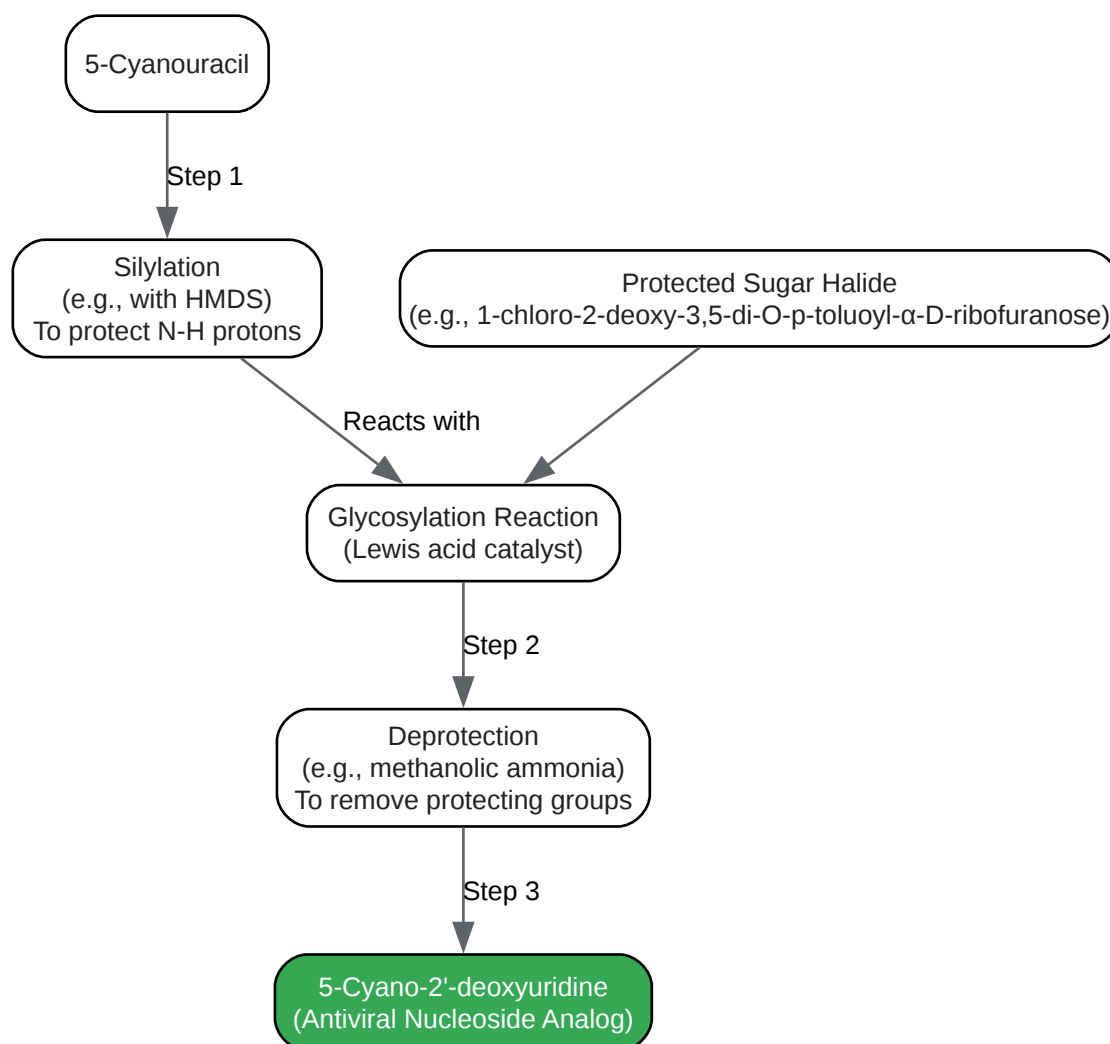 5-Cyanouracil
Step 1
Silylation
(e.g., with HMDS)
To protect N-H protons
Protected Sugar Halide
(e.g., 1-chloro-2-deoxy-3,5-di-O-p-toluoyl-α-D-ribofuranose)
Reacts with
Glycosylation Reaction
(Lewis acid catalyst)
Step 2
Deprotection
(e.g., methanolic ammonia)
To remove protecting groups
Step 3
5-Cyano-2'-deoxyuridine
(Antiviral Nucleoside Analog)